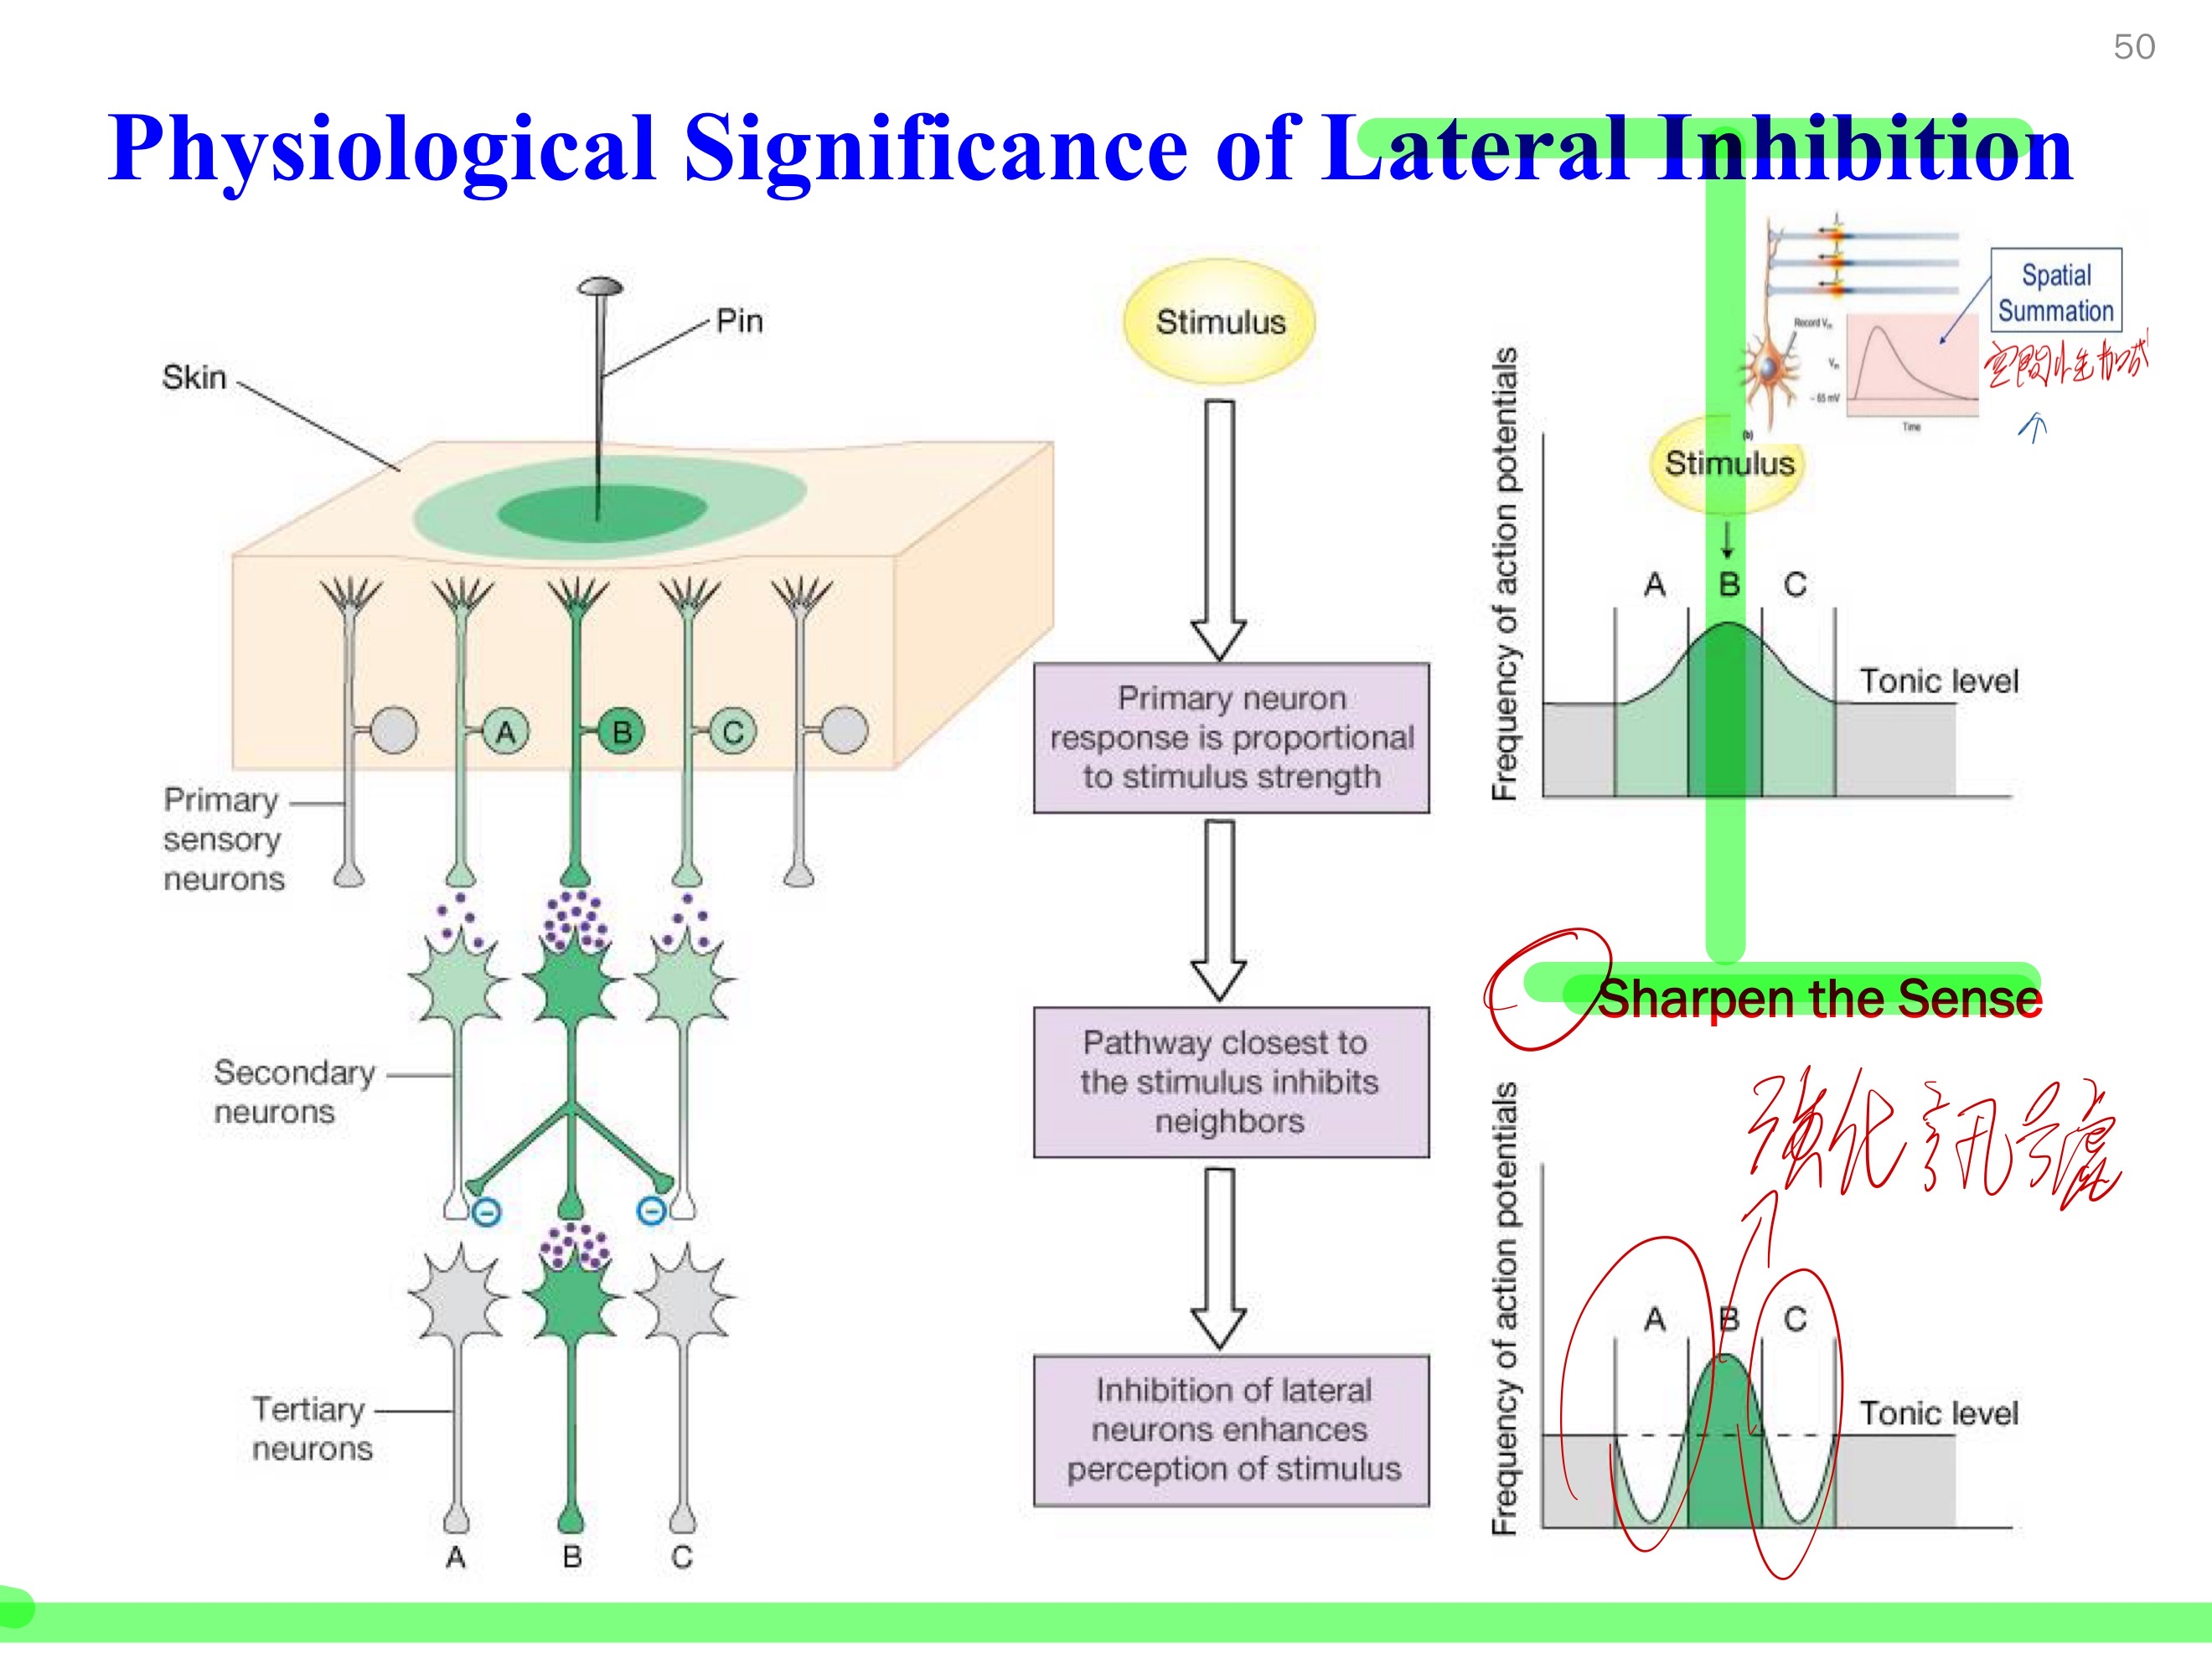 50
Physiological Significance of Lateral Inhibition
Pin
Skin
A
B
C
Primary
sensory
neurons
Secondary
neurons
−
−
Tertiary
neurons
A
B
C
Stimulus
Primary neuron
response is proportional
to stimulus strength
Pathway closest to
the stimulus inhibits
neighbors
Inhibition of lateral
neurons enhances
perception of stimulus
Spatial
Summation
Record Vm
Vm
- 65 mV
Time
(b)
空間性加成
Stimulus
A
B
C
Frequency of action potentials
Tonic level
Sharpen the Sense
強化訊號
A
B
C
Frequency of action potentials
Tonic level